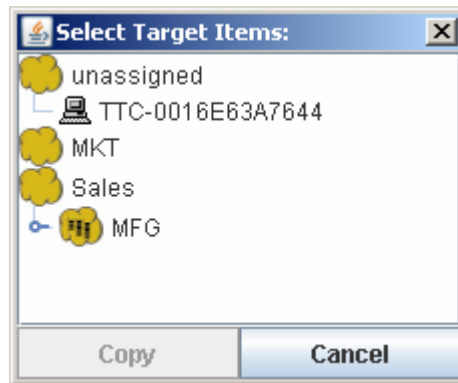 Select Target Items:
unassigned
TTC-0016E63A7644
MKT
Sales
MFG
Copy
Cancel